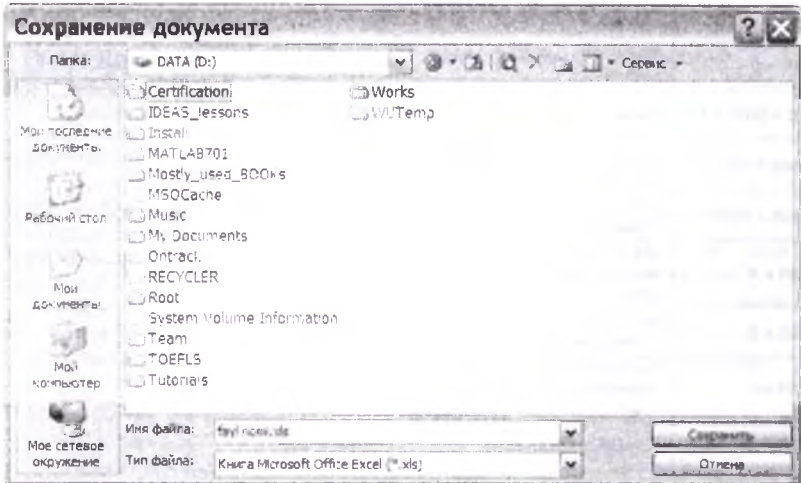 Сохранение документа
Папка: DATA (D:) Сервис
Certification
IDEAS_lessons
Install
MATLAB701
Mostly_used_BOOKs
MSOCache
Music
My Documents
Ontrack
RECYCLER
Root
System Volume Information
Team
TOEFLS
Tutorials
Works
WUTemp
Мои последние
документы
Рабочий стол
Мои
документы
Мой
компьютер
Мое сетевое
окружение
Имя файла:
Сохранить
Тип файла: Книга Microsoft Office Excel (*.xls)
Отмена